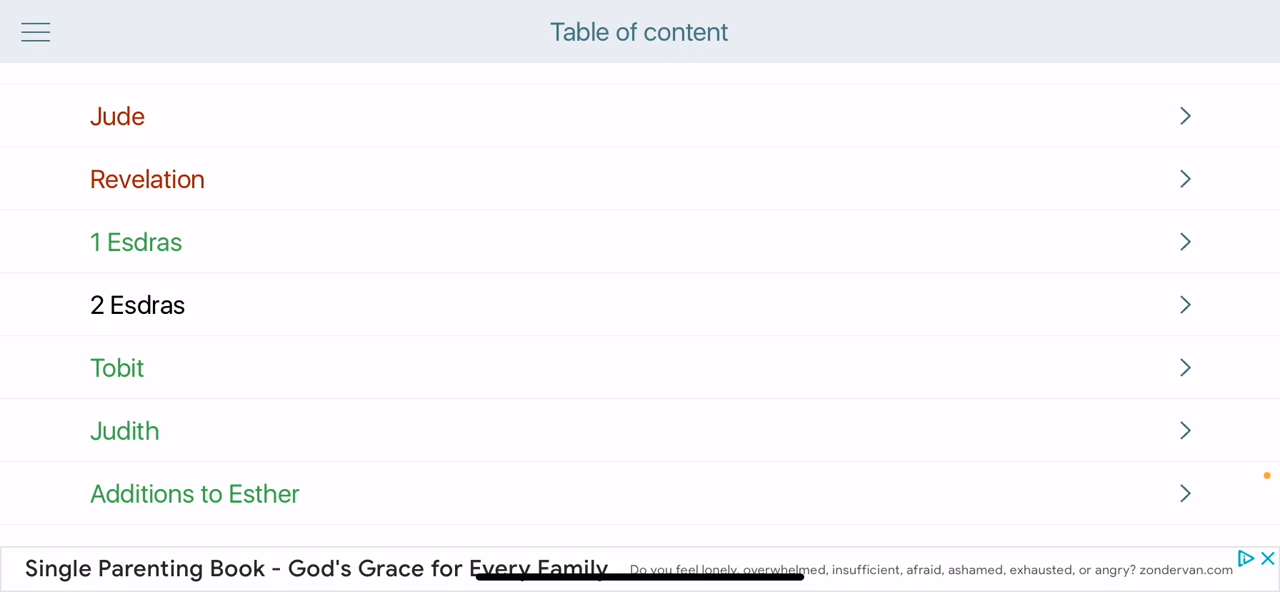 Table of content
Jude
Revelation
1 Esdras
2 Esdras
Tobit
Judith
Additions to Esther
Single Parenting Book - God's Grace for Every Family Do you feel lonely, overwhelmed, insufficient, afraid, ashamed, exhausted, or angry? zondervan.com